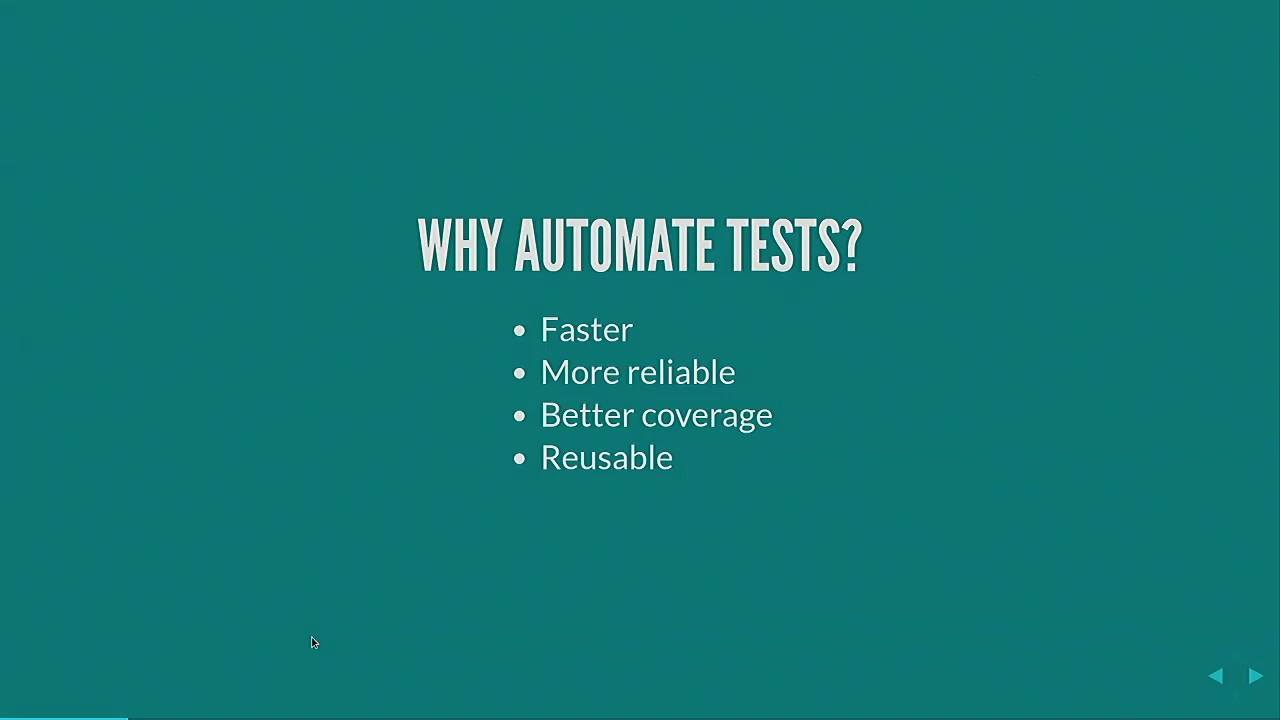 WHY AUTOMATE TESTS?
Faster
More reliable
Better coverage
Reusable